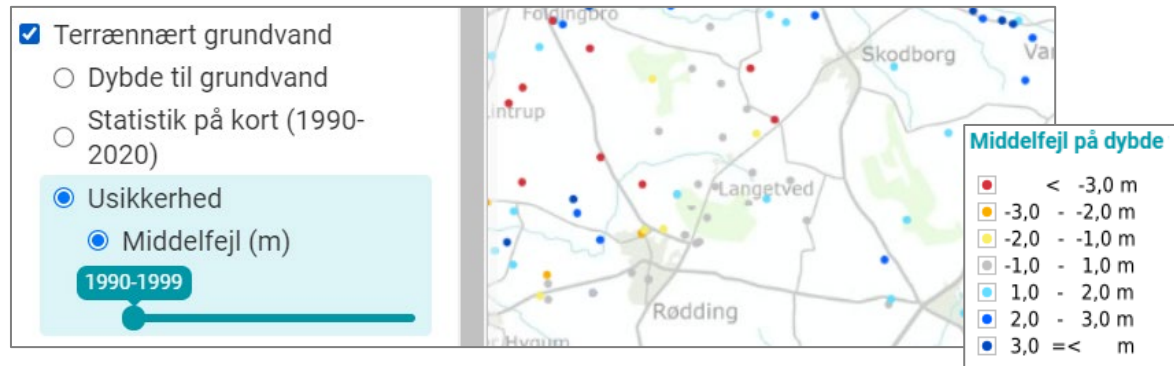 Terrænnært grundvand
Dybde til grundvand
Statistik på kort (1990-
2020)
Usikkerhed
Middelfejl (m)
1990-1999
Foldingbro
Skodborg
intrup
Langetved
Rødding
Hygum
Middelfejl på dybde
< -3,0 m
-3,0 - -2,0 m
-2,0 - -1,0 m
-1,0 - 1,0 m
1,0 - 2,0 m
2,0 - 3,0 m
3,0 =< m